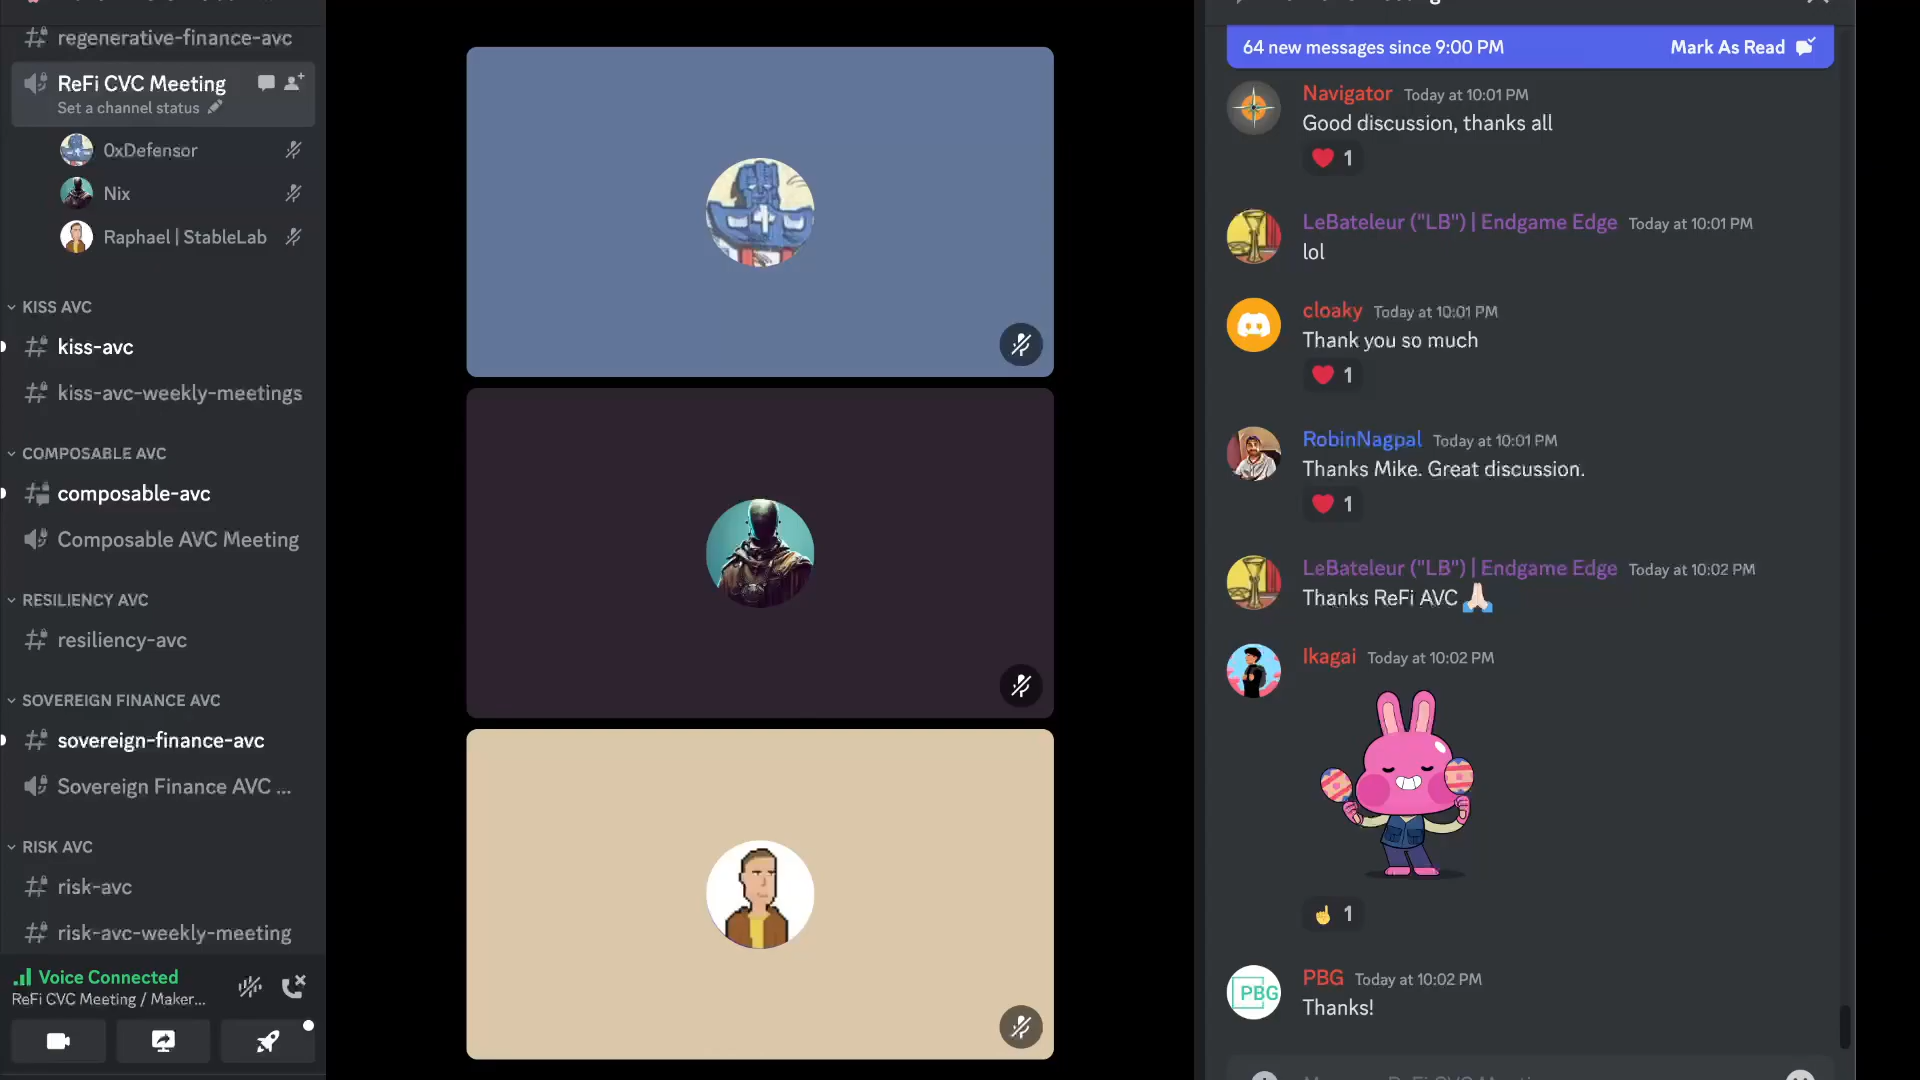 regenerative-finance-avc
ReFi CVC Meeting
Set a channel status
0xDefensor
Nix
Raphael | StableLab
KISS AVC
kiss-avc
kiss-avc-weekly-meetings
COMPOSABLE AVC
composable-avc
Composable AVC Meeting
RESILIENCY AVC
resiliency-avc
SOVEREIGN FINANCE AVC
sovereign-finance-avc
Sovereign Finance AVC ...
RISK AVC
risk-avc
risk-avc-weekly-meeting
Voice Connected
ReFi CVC Meeting / Maker...
64 new messages since 9:00 PM
Mark As Read
Navigator Today at 10:01 PM
Good discussion, thanks all
1
LeBateleur ("LB") | Endgame Edge Today at 10:01 PM
lol
cloaky Today at 10:01 PM
Thank you so much
1
RobinNagpal Today at 10:01 PM
Thanks Mike. Great discussion.
1
LeBateleur ("LB") | Endgame Edge Today at 10:02 PM
Thanks ReFi AVC 🙏🏻
Ikagai Today at 10:02 PM
1
PBG
PBG Today at 10:02 PM
Thanks!